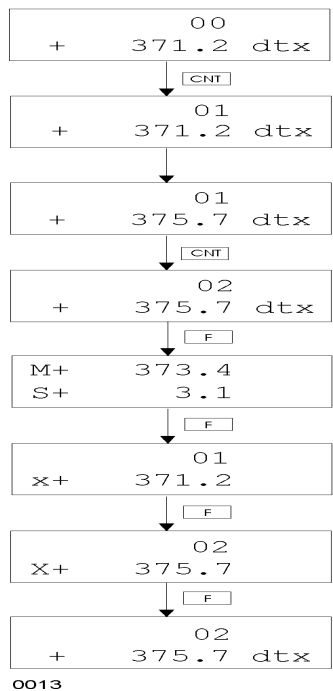 00
+ 371.2 dtx
CNT
01
+ 371.2 dtx
01
+ 375.7 dtx
CNT
02
+ 375.7 dtx
F
M+ 373.4
S+ 3.1
F
01
x+ 371.2
F
02
X+ 375.7
F
02
+ 375.7 dtx
0013